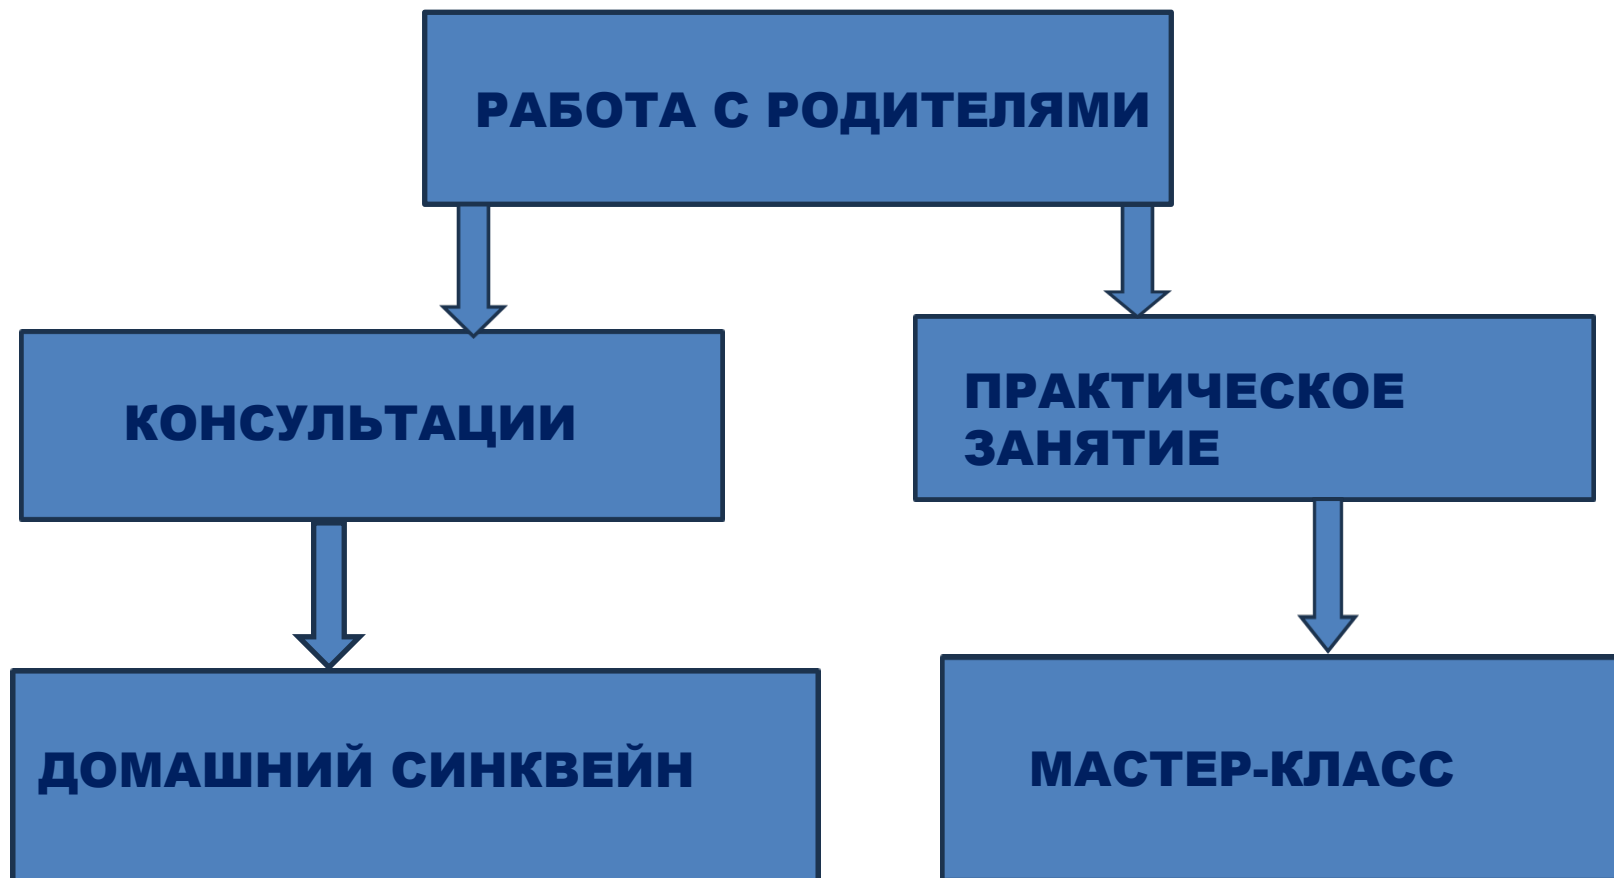 РАБОТА С РОДИТЕЛЯМИ
КОНСУЛЬТАЦИИ
ПРАКТИЧЕСКОЕ
ЗАНЯТИЕ
ДОМАШНИЙ СИНКВЕЙН
МАСТЕР-КЛАСС